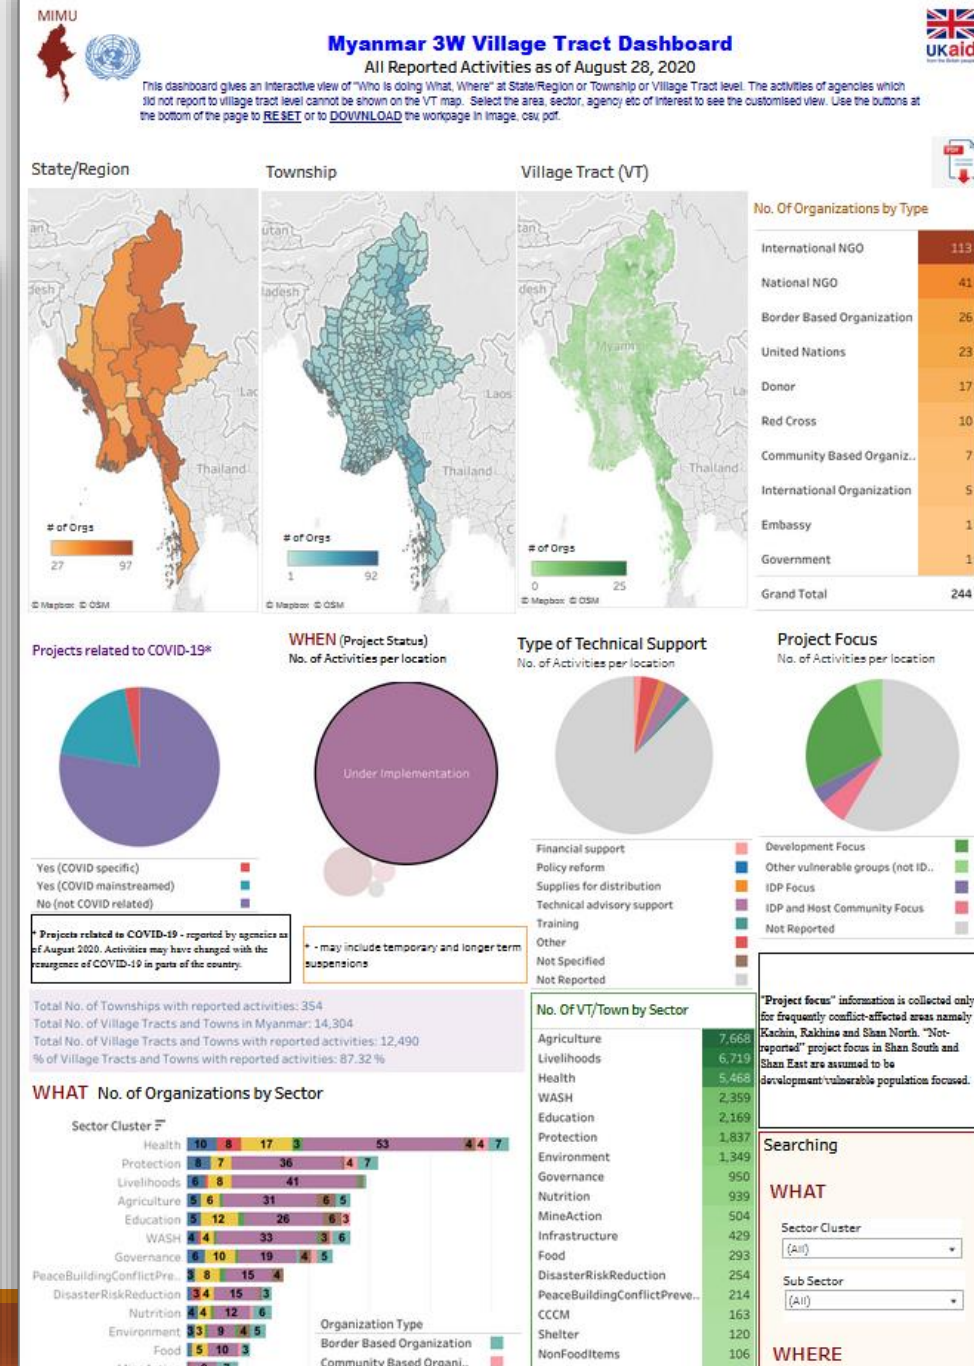 MIMU
UKaid
Myanmar 3W Village Tract Dashboard
All Reported Activities as of August 28, 2020
This dashboard gives an interactive view of "Who is doing What, Where" at State/Region or Township or Village Tract level. The activities of agencies which
did not report to village tract level cannot be shown on the VT map. Select the area, sector, agency etc of interest to see the customised view. Use the buttons at
the bottom of the page to RESET or to DOWNLOAD the workpage in image, csv, pdf.
State/Region
Township
Village Tract (VT)
PDF
No. Of Organizations by Type
International NGO 113
National NGO 41
Border Based Organization 26
United Nations 23
Donor 17
Red Cross 10
Community Based Organiz.. 7
International Organization 5
Embassy 1
Government 1
Grand Total 244
Thailand
# of Orgs
27 97
© Mapbox © OSM
Laos
Thailand
# of Orgs
1 92
© Mapbox © OSM
Myanm
Thailand
# of Orgs
0 25
© Mapbox © OSM
Projects related to COVID-19*
Yes (COVID specific)
Yes (COVID mainstreamed)
No (not COVID related)
* Projects related to COVID-19 - reported by agencies as
of August 2020. Activities may have changed with the
resurgence of COVID-19 in parts of the country.
WHEN (Project Status)
No. of Activities per location
Under Implementation
* - may include temporary and longer term
suspensions
Type of Technical Support
No. of Activities per location
Financial support
Policy reform
Supplies for distribution
Technical advisory support
Training
Other
Not Specified
Not Reported
Project Focus
No. of Activities per location
Development Focus
Other vulnerable groups (not ID..
IDP Focus
IDP and Host Community Focus
Not Reported
"Project focus" information is collected only
for frequently conflict-affected areas namely
Kachin, Rakhine and Shan North. "Not-
reported" project focus in Shan South and
Shan East are assumed to be
development/vulnerable population focused.
Total No. of Townships with reported activities: 354
Total No. of Village Tracts and Towns in Myanmar: 14,304
Total No. of Village Tracts and Towns with reported activities: 12,490
% of Village Tracts and Towns with reported activities: 87.32 %
WHAT No. of Organizations by Sector
Sector Cluster
Health 10 8 17 3 53 4 4 7
Protection 8 7 36 4 7
Livelihoods 6 8 41
Agriculture 5 6 31 6 5
Education 5 12 26 6 3
WASH 4 4 33 3 6
Governance 6 10 19 4 5
PeaceBuildingConflictPre.. 3 8 15 4
DisasterRiskReduction 3 4 15 3
Nutrition 4 4 12 6
Environment 3 3 9 4 5
Food 5 10 3
Organization Type
Border Based Organization
Community Based Organi..
No. Of VT/Town by Sector
Agriculture 7,668
Livelihoods 6,719
Health 5,468
WASH 2,359
Education 2,169
Protection 1,837
Environment 1,349
Governance 950
Nutrition 939
MineAction 504
Infrastructure 429
Food 293
DisasterRiskReduction 254
PeaceBuildingConflictPreve.. 214
CCCM 163
Shelter 120
NonFoodItems 106
Searching
WHAT
Sector Cluster
(All)
Sub Sector
(All)
WHERE